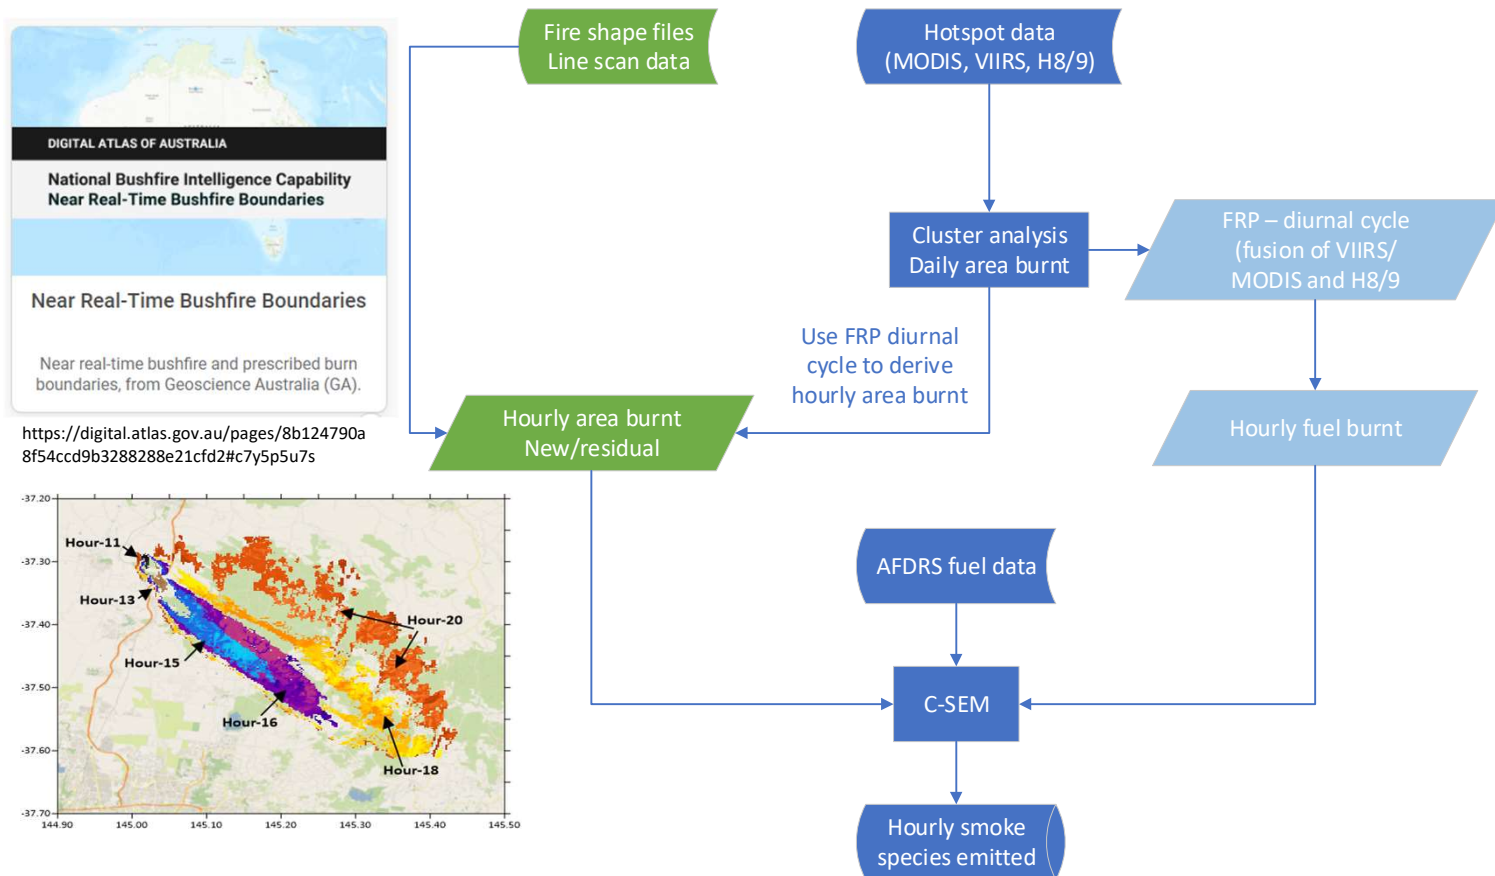 DIGITAL ATLAS OF AUSTRALIA
National Bushfire Intelligence Capability
Near Real-Time Bushfire Boundaries
Near Real-Time Bushfire Boundaries
Near real-time bushfire and prescribed burn
boundaries, from Geoscience Australia (GA).
https://digital.atlas.gov.au/pages/8b124790a
8f54ccd9b3288288e21cfd2#c7y5p5u7s
Fire shape files
Line scan data
Hotspot data
(MODIS, VIIRS, H8/9)
Cluster analysis
Daily area burnt
FRP – diurnal cycle
(fusion of VIIRS/
MODIS and H8/9
Use FRP diurnal
cycle to derive
hourly area burnt
Hourly area burnt
New/residual
Hourly fuel burnt
AFDRS fuel data
C-SEM
Hourly smoke
species emitted
-37.20
-37.30
-37.40
-37.50
-37.60
-37.70
144.90
145.00
145.10
145.20
145.30
145.40
145.50
Hour-11
Hour-13
Hour-15
Hour-16
Hour-18
Hour-20